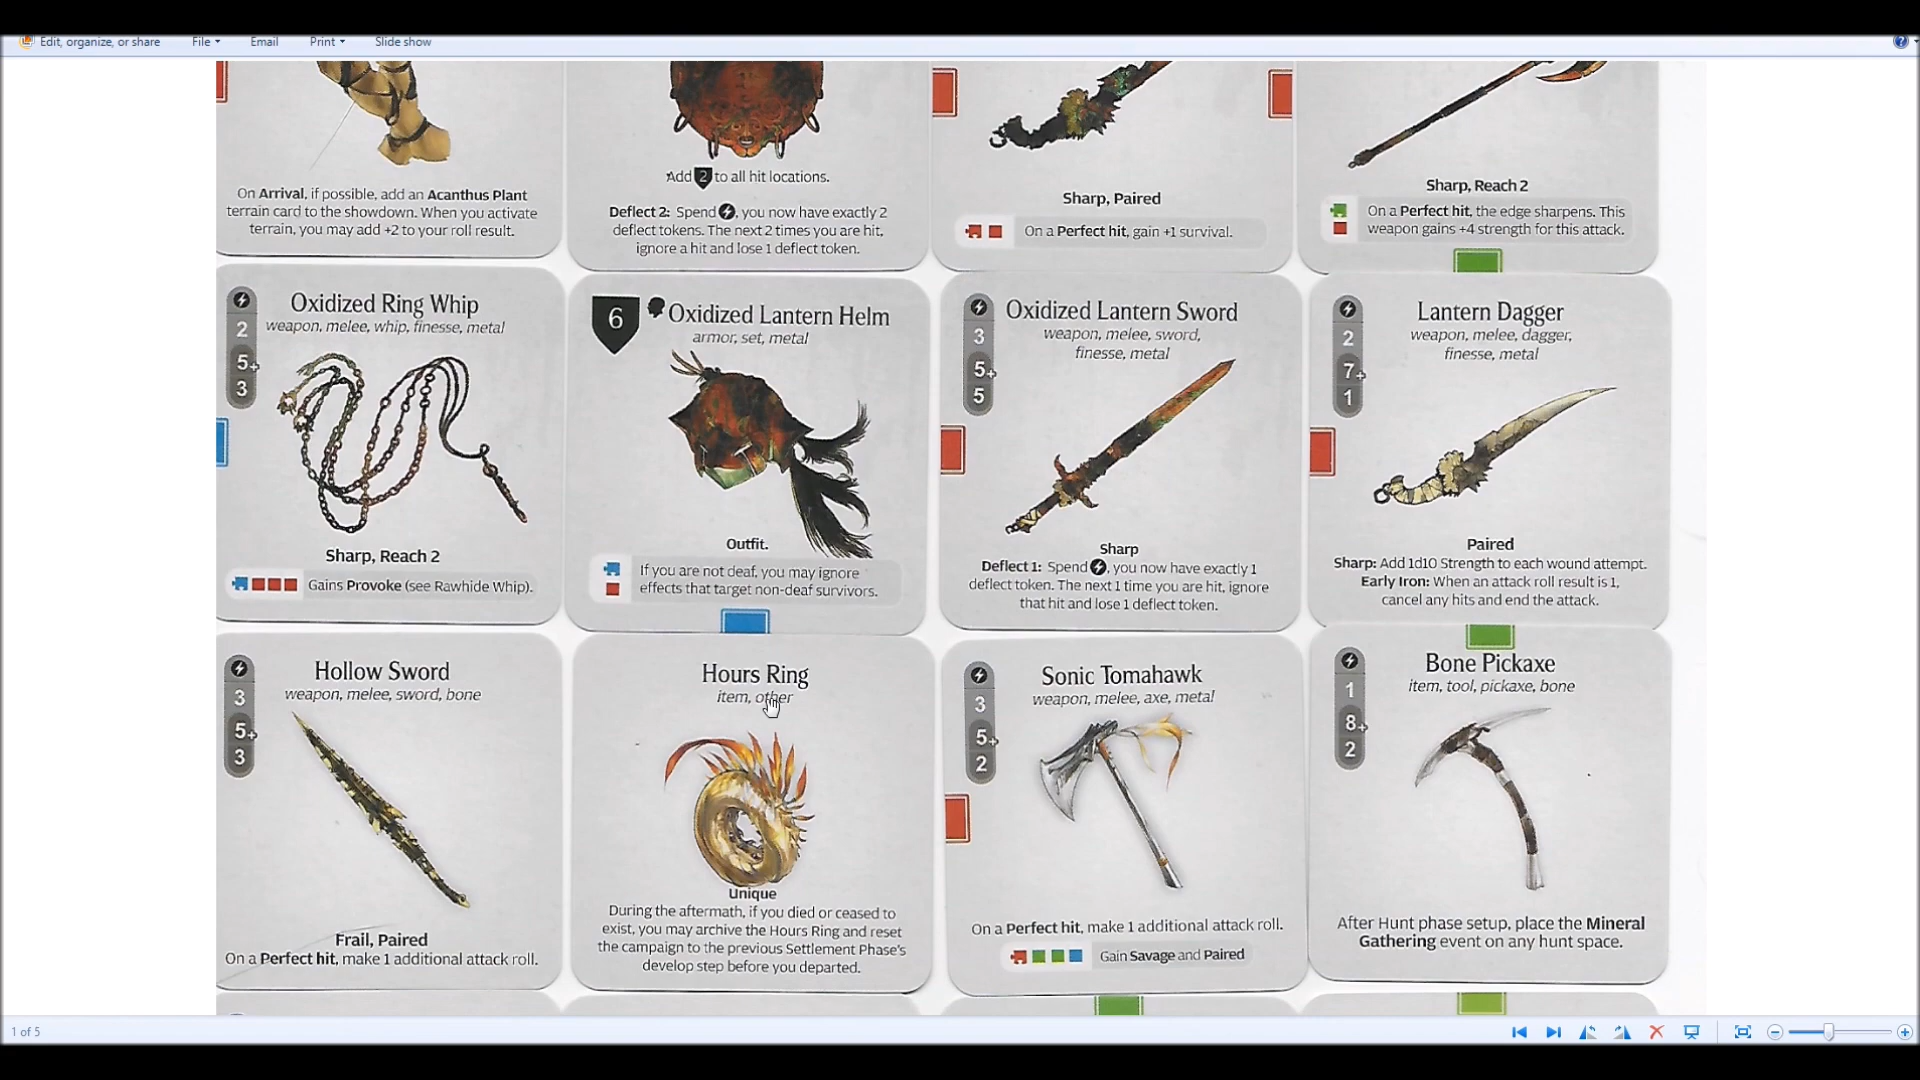 Edit, organize, or share
File
Email
Print
Slide show
On Arrival, if possible, add an Acanthus Plant
terrain card to the showdown. When you activate
terrain, you may add +2 to your roll result.
Add 2 to all hit locations.
Deflect 2: Spend , you now have exactly 2
deflect tokens. The next 2 times you are hit,
ignore a hit and lose 1 deflect token.
Sharp, Paired
On a Perfect hit, gain +1 survival.
Sharp, Reach 2
On a Perfect hit, the edge sharpens. This
weapon gains +4 strength for this attack.
Oxidized Ring Whip
weapon, melee, whip, finesse, metal
2
5+
3
Sharp, Reach 2
Gains Provoke (see Rawhide Whip).
6
Oxidized Lantern Helm
armor, set, metal
Outfit.
If you are not deaf, you may ignore
effects that target non-deaf survivors.
Oxidized Lantern Sword
weapon, melee, sword,
finesse, metal
3
5+
5
Sharp
Deflect 1: Spend , you now have exactly 1
deflect token. The next 1 time you are hit, ignore
that hit and lose 1 deflect token.
Lantern Dagger
weapon, melee, dagger,
finesse, metal
2
7+
1
Paired
Sharp: Add 1d10 Strength to each wound attempt.
Early Iron: When an attack roll result is 1,
cancel any hits and end the attack.
Hollow Sword
weapon, melee, sword, bone
3
5+
3
Frail, Paired
On a Perfect hit, make 1 additional attack roll.
Hours Ring
item, other
Unique
During the aftermath, if you died or ceased to
exist, you may archive the Hours Ring and reset
the campaign to the previous Settlement Phase's
develop step before you departed.
Sonic Tomahawk
weapon, melee, axe, metal
3
5+
2
On a Perfect hit, make 1 additional attack roll.
Gain Savage and Paired
Bone Pickaxe
item, tool, pickaxe, bone
1
8+
2
After Hunt phase setup, place the Mineral
Gathering event on any hunt space.
1 of 5